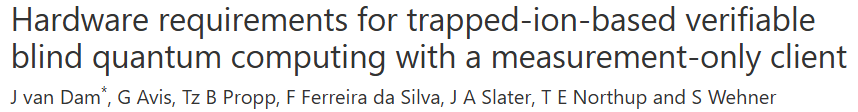 Hardware requirements for trapped-ion-based verifiable
blind quantum computing with a measurement-only client
J van Dam*, G Avis, Tz B Propp, F Ferreira da Silva, J A Slater, T E Northup and S Wehner